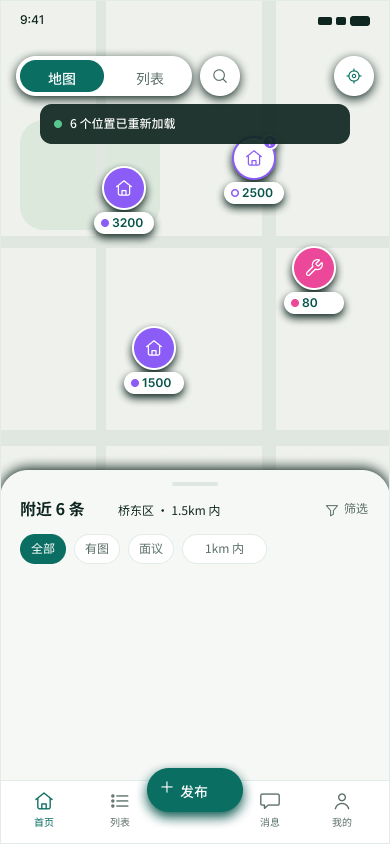 9:41
地图
列表
6 个位置已重新加载
2500
3200
80
1500
附近 6 条
桥东区 · 1.5km 内
筛选
全部
有图
面议
1km 内
发布
首页
列表
消息
我的